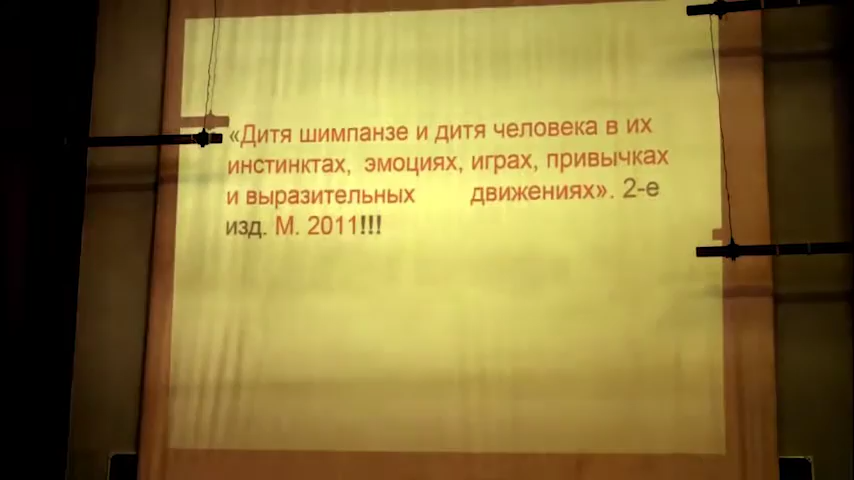 «Дитя шимпанзе и дитя человека в их
инстинктах, эмоциях, играх, привычках
и выразительных движениях». 2-е
изд. М. 2011!!!